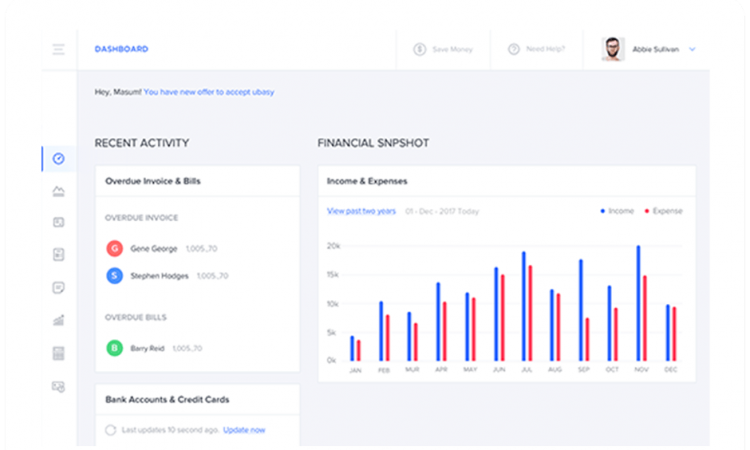 DASHBOARD
Save Money
Need Help?
Abbie Sullivan
Hey, Masum! You have new offer to accept ubasy
RECENT ACTIVITY
FINANCIAL SNPSHOT
Overdue Invoice & Bills
OVERDUE INVOICE
G Gene George 1,005.,70
S Stephen Hodges 1,005.,70
OVERDUE BILLS
B Barry Reid 1,005.,70
Bank Accounts & Credit Cards
Last updates 10 second ago. Update now
Income & Expenses
View past two years 01 - Dec - 2017 Today
Income Expense
20k
15k
10k
5k
0k
JAN FEB MUR APR MAY JUN JUL AUG SEP OCT NOV DEC